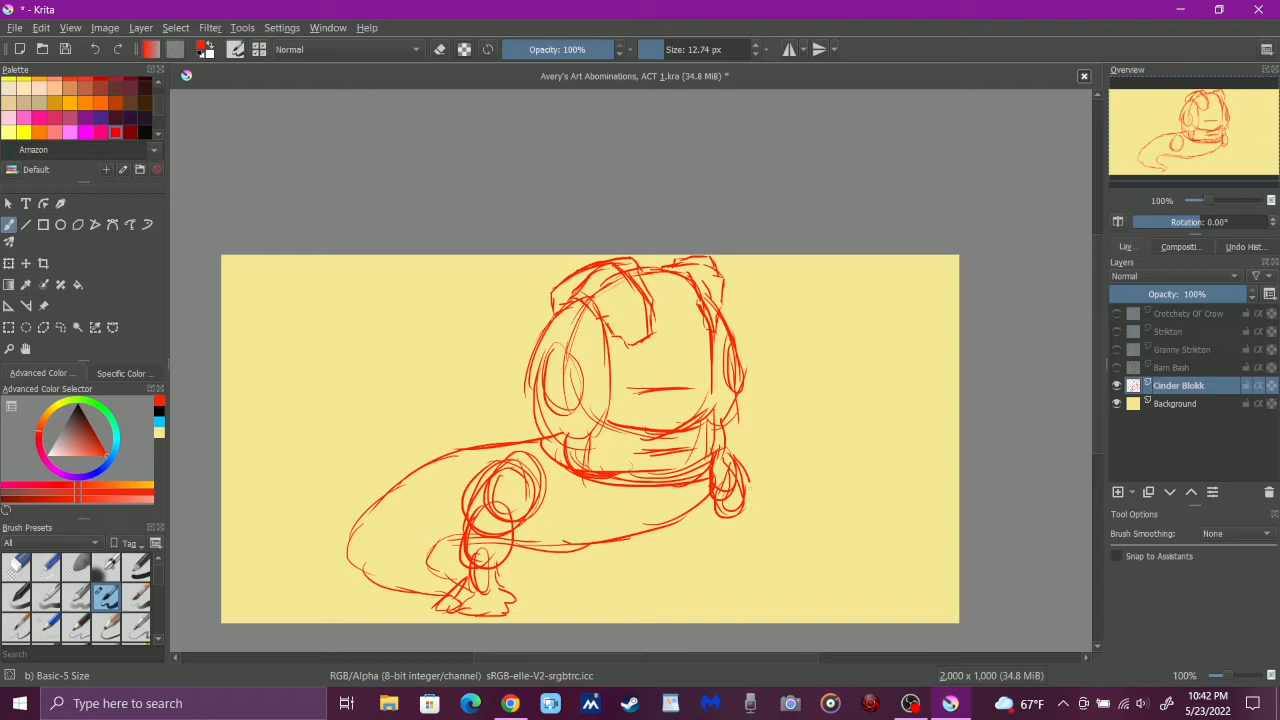 * - Krita
File Edit View Image Layer Select Filter Tools Settings Window Help
Normal
Opacity: 100%
Size: 12.74 px
Avery's Art Abominations, ACT 1.kra (34.8 MiB) *
Palette
Amazon
Default
Advanced Color ...
Specific Color ...
Advanced Color Selector
Brush Presets
All
Tag
Search
Overview
100%
Rotation: 0.00°
Lay...
Compositi...
Undo Hist...
Layers
Normal
Opacity: 100%
Crotchety Ol' Crow
Strikton
Granny Strikton
Barn Bash
Cinder Blokk
Background
Tool Options
Brush Smoothing: None
Snap to Assistants
b) Basic-5 Size
RGB/Alpha (8-bit integer/channel) sRGB-elle-V2-srgbtrc.icc
2,000 x 1,000 (34.8 MiB)
100%
Type here to search
67°F
10:42 PM
5/23/2022